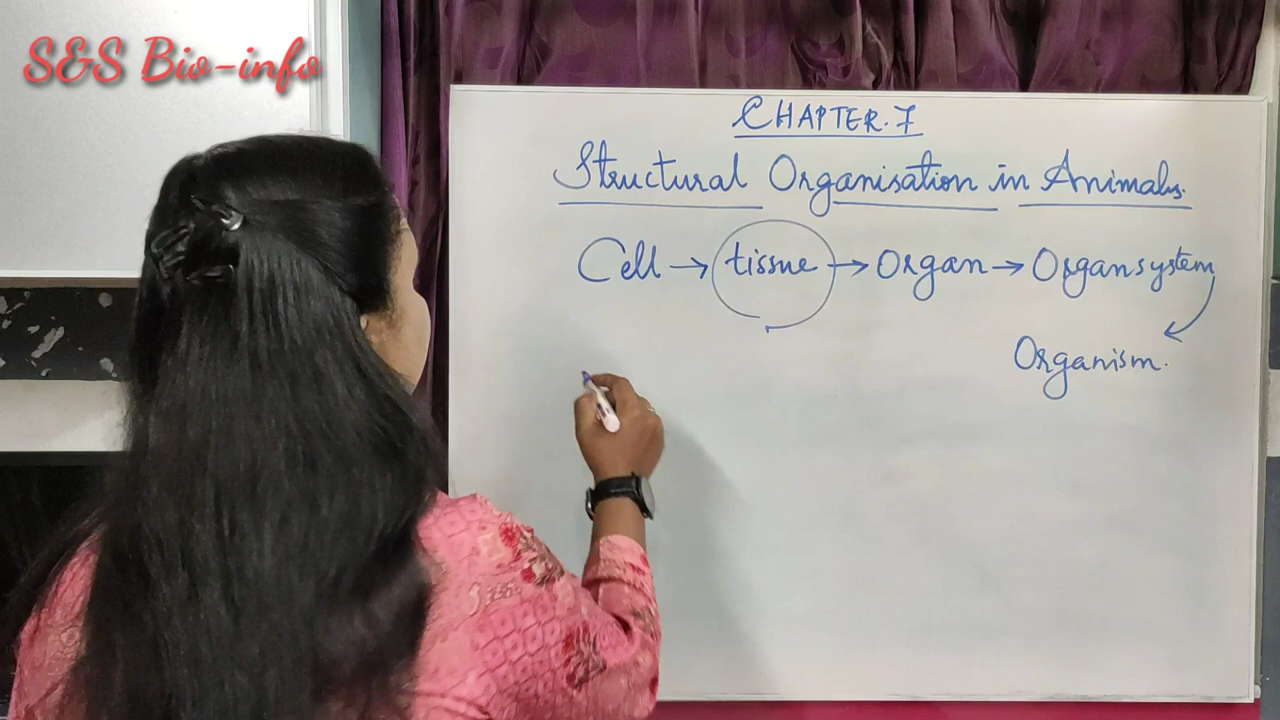 S&S Bio-info
CHAPTER.7
Structural Organisation in Animals.
Cell → tissue → Organ → Organsystem
Organism.